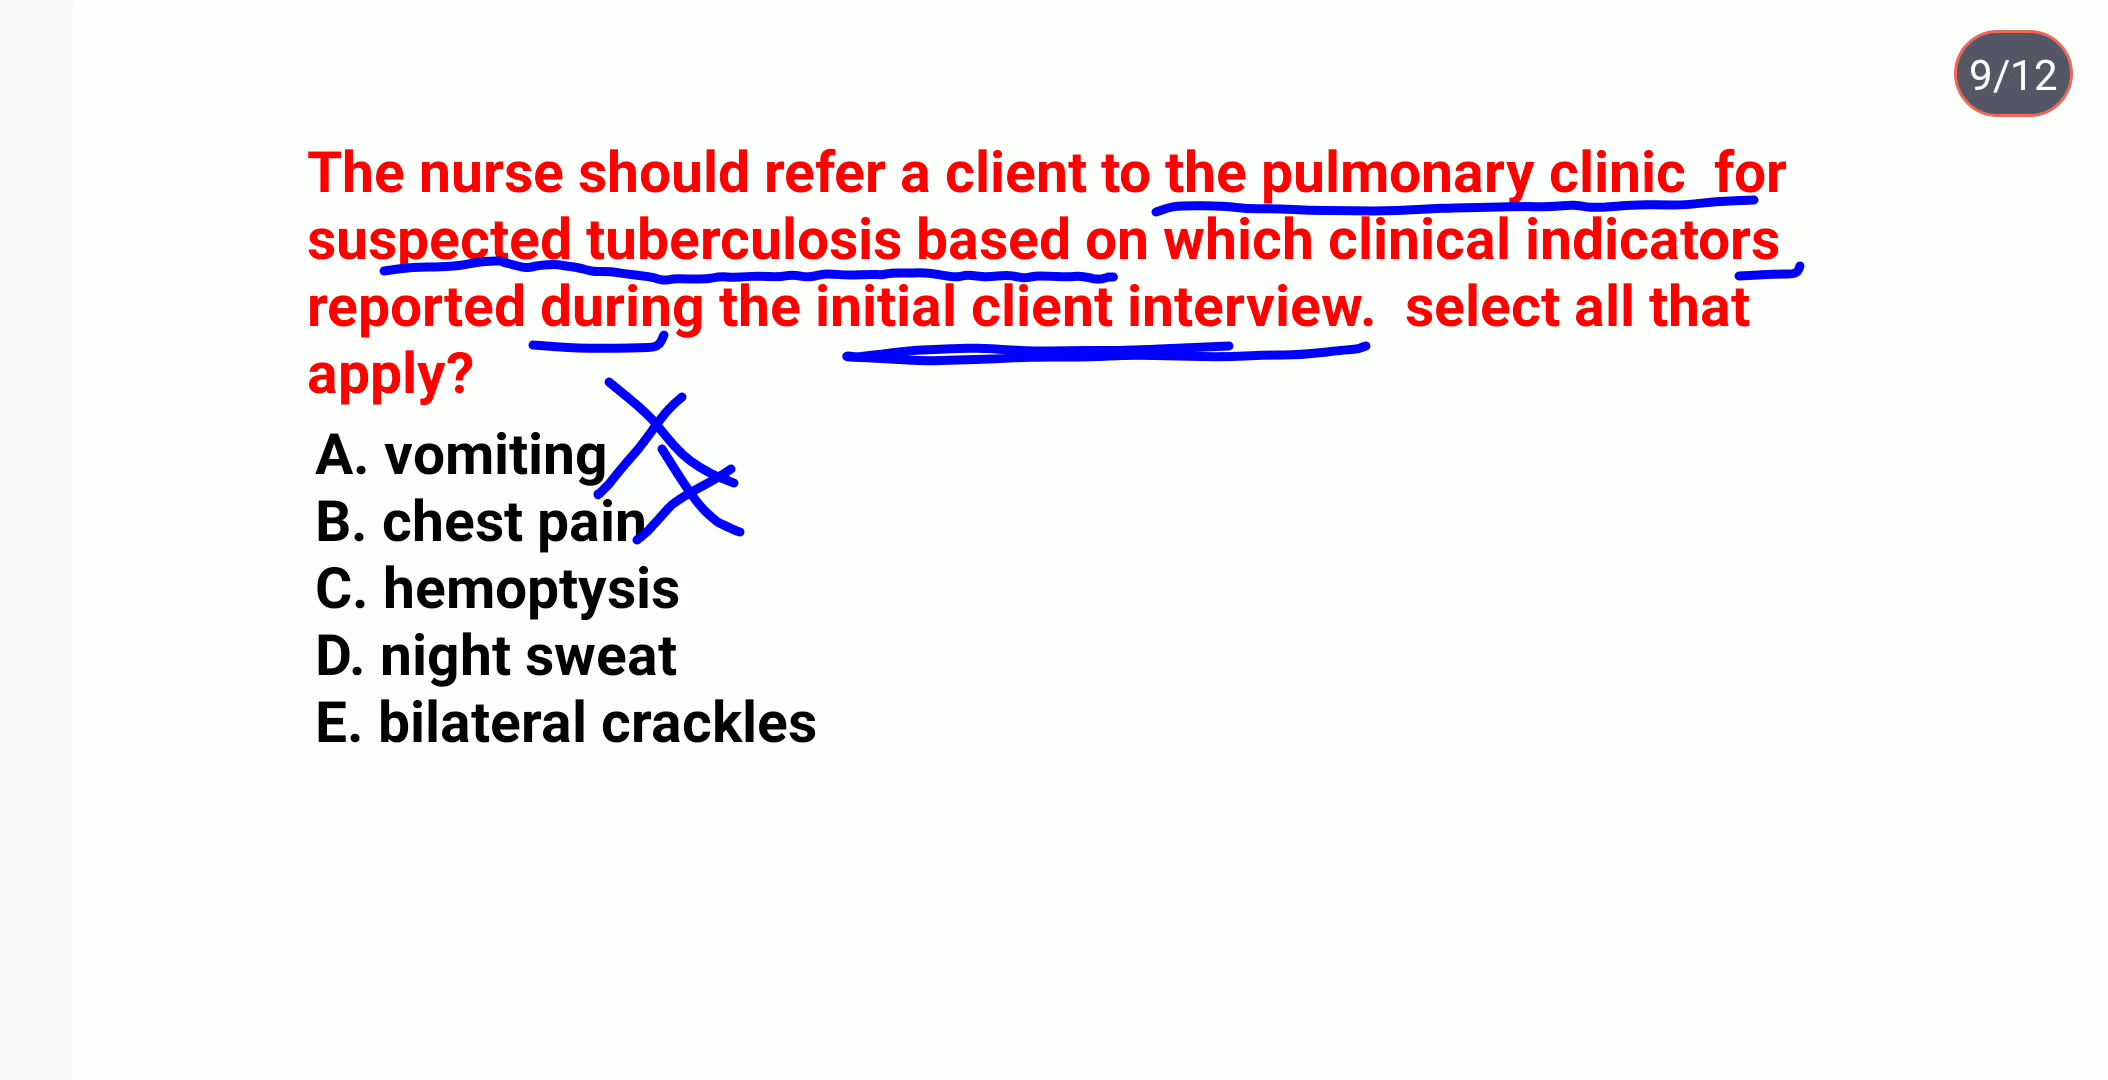 9/12
The nurse should refer a client to the pulmonary clinic for
suspected tuberculosis based on which clinical indicators
reported during the initial client interview. select all that
apply?
A. vomiting
B. chest pain
C. hemoptysis
D. night sweat
E. bilateral crackles